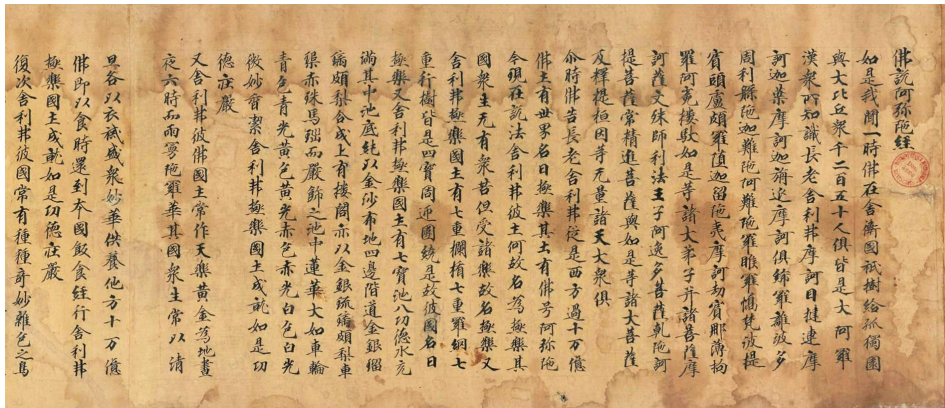 佛說阿弥陁経
如是我聞一時佛在舍衛國祇樹給孤獨園
與大比丘衆千二百五十人俱皆是大阿羅
漢衆所知識長老舍利弗摩訶目揵連摩
訶迦葉摩訶迦旃延摩訶俱絺羅離波多
周利槃陁迦難陁阿難陁羅睺羅憍梵波提
賓頭盧頗羅墮迦留陁夷摩訶劫賓那薄拘
羅阿㝹樓馱如是等諸大弟子并諸菩薩摩
訶薩文殊師利法王子阿逸多菩薩乹陁訶
提菩薩常精進菩薩與如是等諸大菩薩
及釋提桓因等无量諸天大衆俱
尒時佛告長老舍利弗從是西方過十万億
佛土有世界名曰極樂其土有佛号阿弥陁
今現在說法舍利弗彼土何故名為極樂其
國衆生无有衆苦但受諸樂故名極樂又
舍利弗極樂國土有七重欄楯七重羅網七
重行樹皆是四寶周迊圍繞是故彼國名曰
極樂又舍利弗極樂國土有七寶池八功德水充
滿其中池底純以金沙布地四邊階道金銀瑠
璃頗梨合成上有樓閣亦以金銀瑠璃頗梨車
璖赤珠馬瑙而嚴飾之池中蓮華大如車輪
青色青光黃色黃光赤色赤光白色白光
微妙香潔舍利弗極樂國土成就如是功
德莊嚴
又舍利弗彼佛國土常作天樂黃金為地晝
夜六時而雨曼陁羅華其國衆生常以清
旦各以衣祴盛衆妙華供養他方十万億
佛即以食時還到本國飯食経行舍利弗
極樂國土成就如是功德莊嚴
復次舍利弗彼國常有種種奇妙雜色之鳥